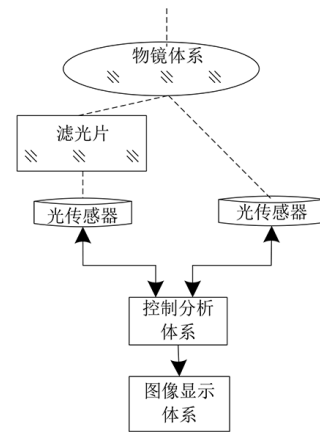 物镜体系
滤光片
光传感器
光传感器
控制分析
体系
图像显示
体系